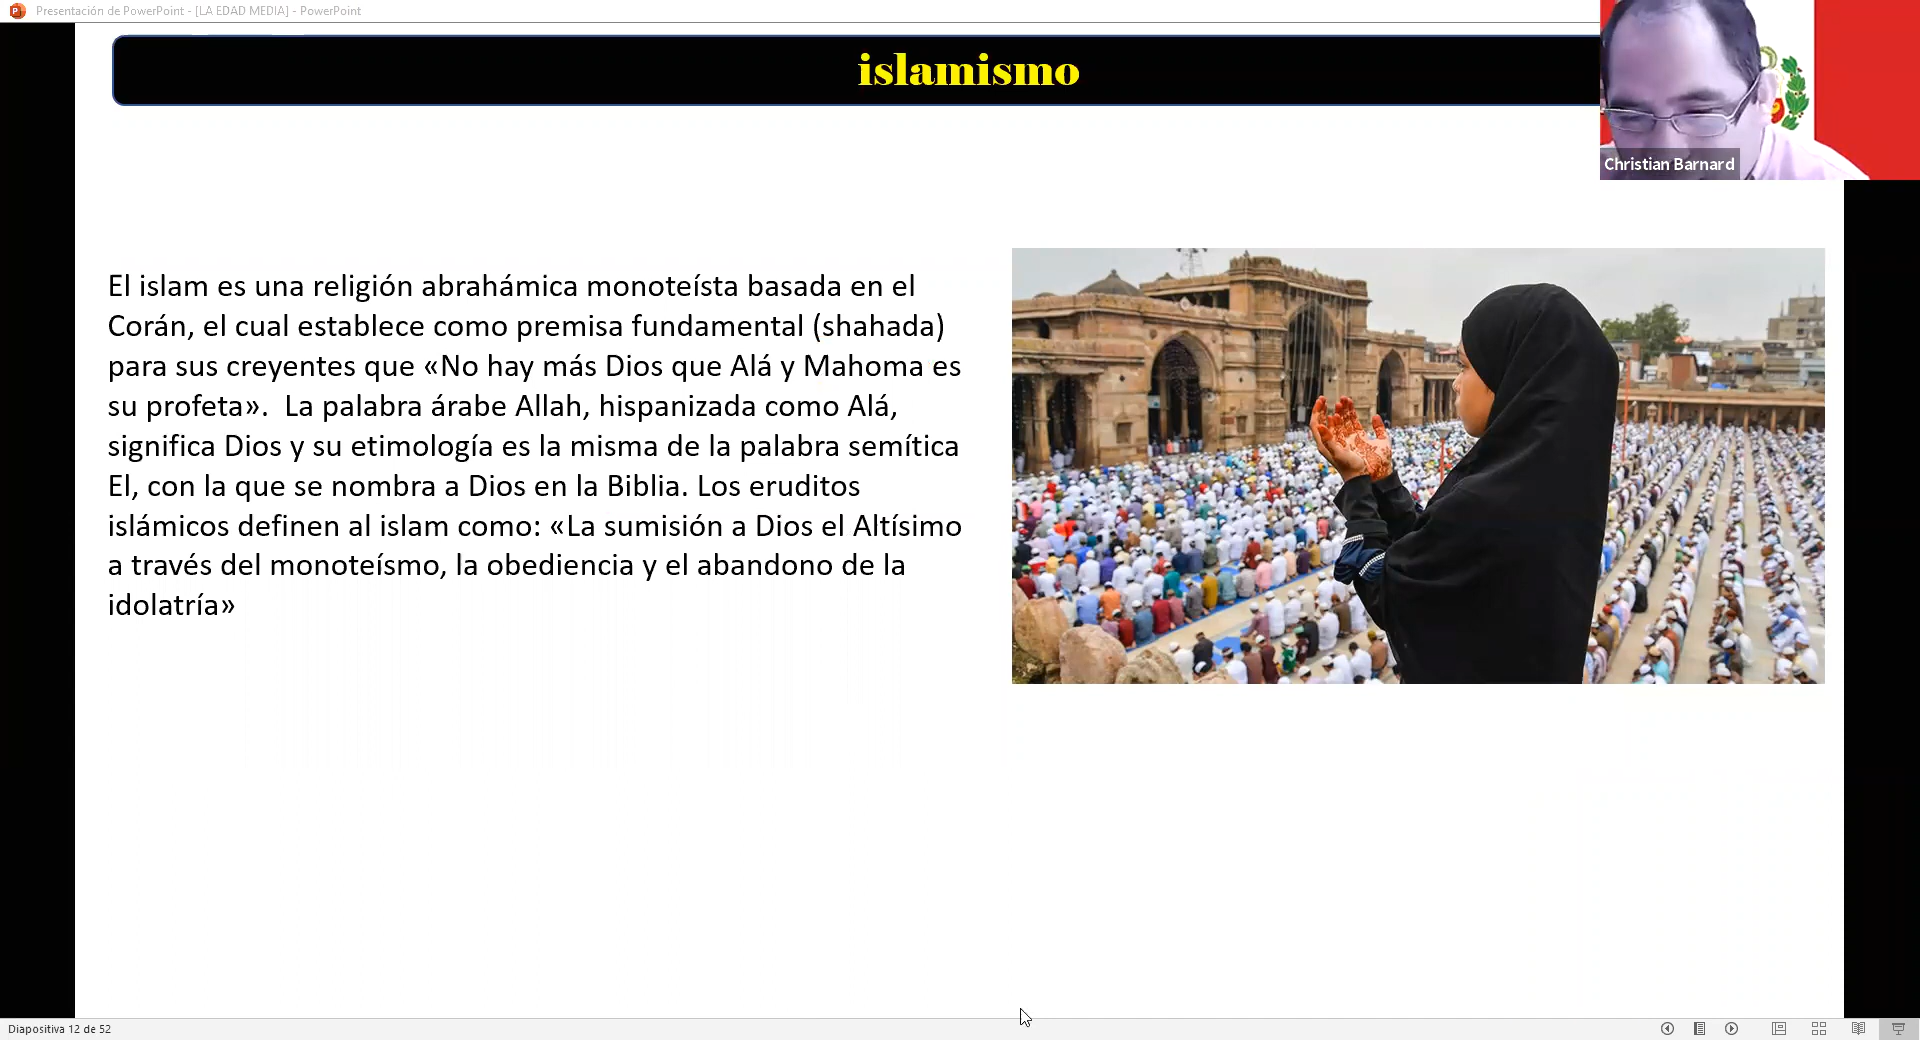 Presentación de PowerPoint - [LA EDAD MEDIA] - PowerPoint
islamismo
Christian Barnard
El islam es una religión abrahámica monoteísta basada en el
Corán, el cual establece como premisa fundamental (shahada)
para sus creyentes que «No hay más Dios que Alá y Mahoma es
su profeta».  La palabra árabe Allah, hispanizada como Alá,
significa Dios y su etimología es la misma de la palabra semítica
El, con la que se nombra a Dios en la Biblia. Los eruditos
islámicos definen al islam como: «La sumisión a Dios el Altísimo
a través del monoteísmo, la obediencia y el abandono de la
idolatría»
Diapositiva 12 de 52